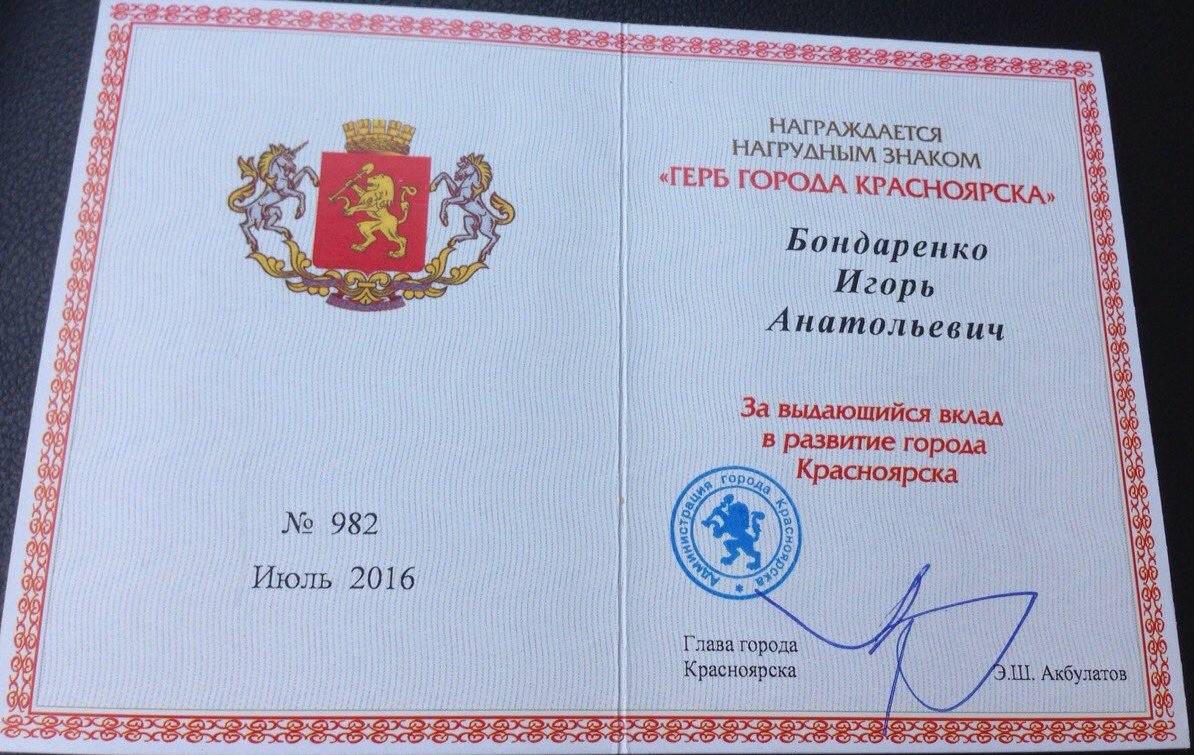 № 982
Июль 2016
НАГРАЖДАЕТСЯ
НАГРУДНЫМ ЗНАКОМ
«ГЕРБ ГОРОДА КРАСНОЯРСКА»
Бондаренко
Игорь
Анатольевич
За выдающийся вклад
в развитие города
Красноярска
Администрация города Красноярска
Глава города
Красноярска
Э.Ш. Акбулатов